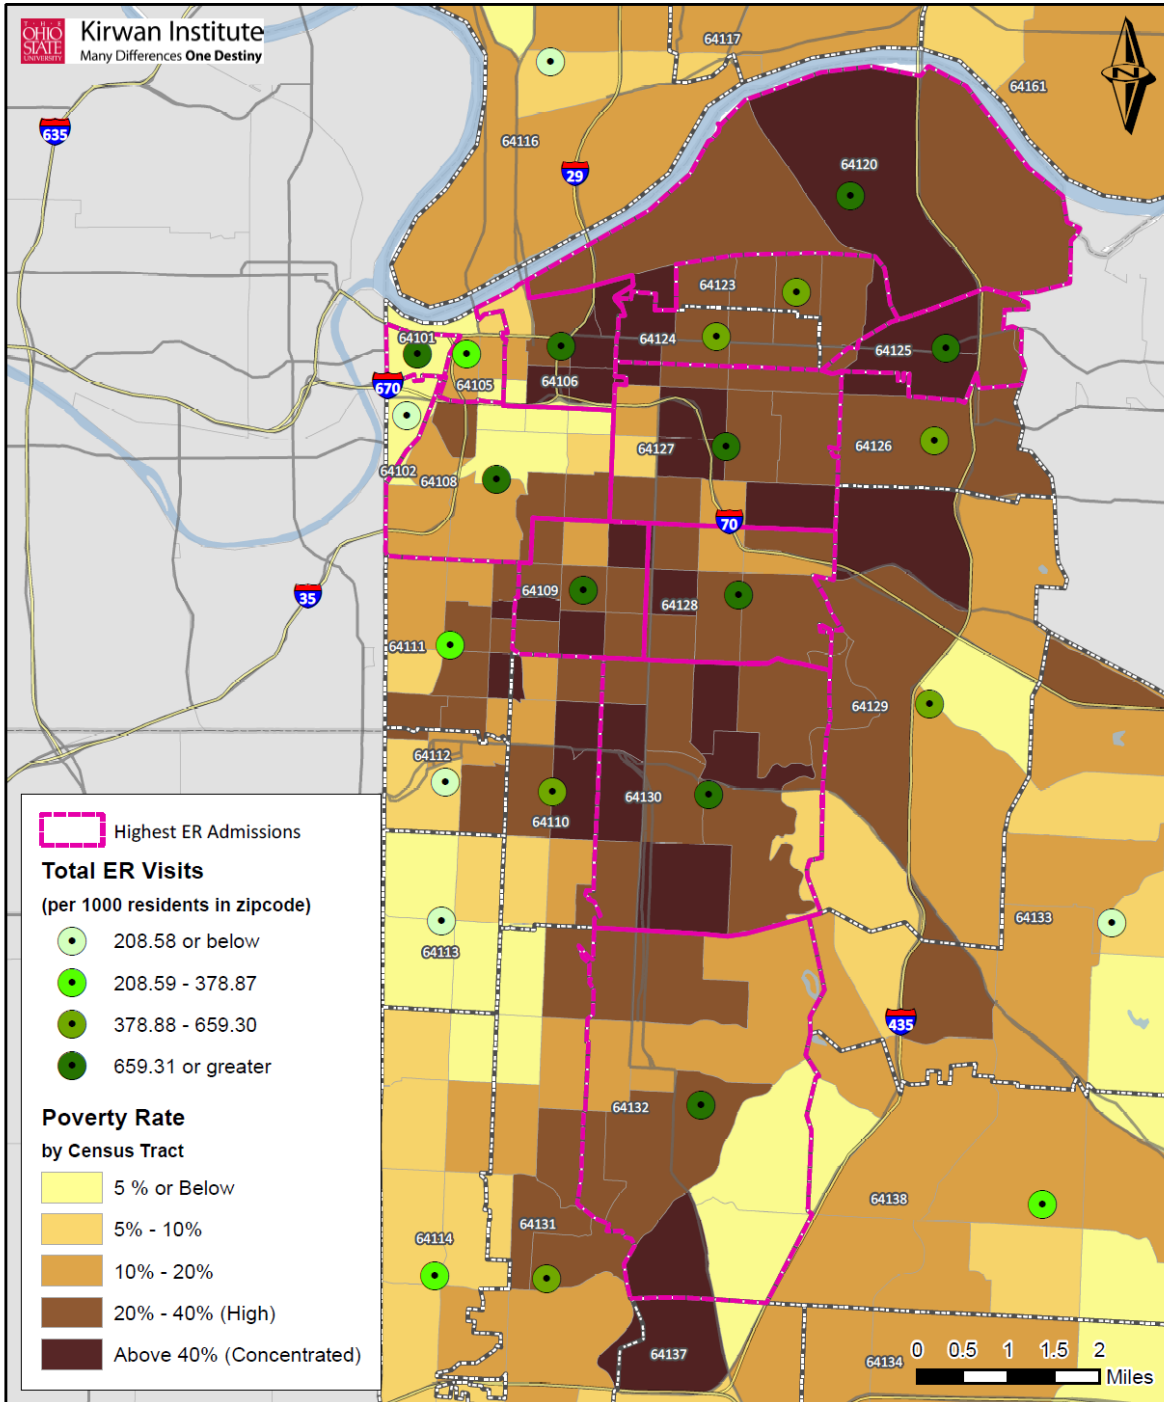 THE
OHIO
STATE
UNIVERSITY
Kirwan Institute
Many Differences One Destiny
N
64117
64161
635
64116
29
64120
64123
64101
64124
64125
670
64105
64106
64127
64126
64102
64108
70
35
64109
64128
64111
64129
64112
64130
64110
64133
64113
435
64132
64138
64131
64114
64137
64134
Highest ER Admissions
Total ER Visits
(per 1000 residents in zipcode)
208.58 or below
208.59 - 378.87
378.88 - 659.30
659.31 or greater
Poverty Rate
by Census Tract
5 % or Below
5% - 10%
10% - 20%
20% - 40% (High)
Above 40% (Concentrated)
0 0.5 1 1.5 2
Miles